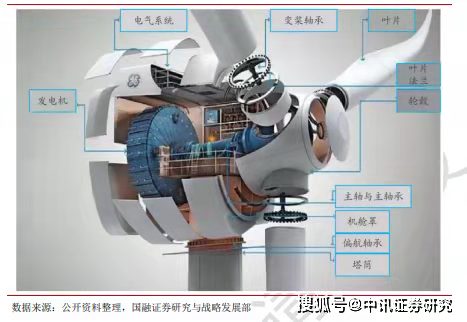 电气系统
变桨轴承
叶片
叶片
法兰
发电机
轮毂
主轴与主轴承
机舱罩
偏航轴承
塔筒
数据来源：公开资料整理，国融证券研究与战略发展部
搜狐号@中讯证券研究